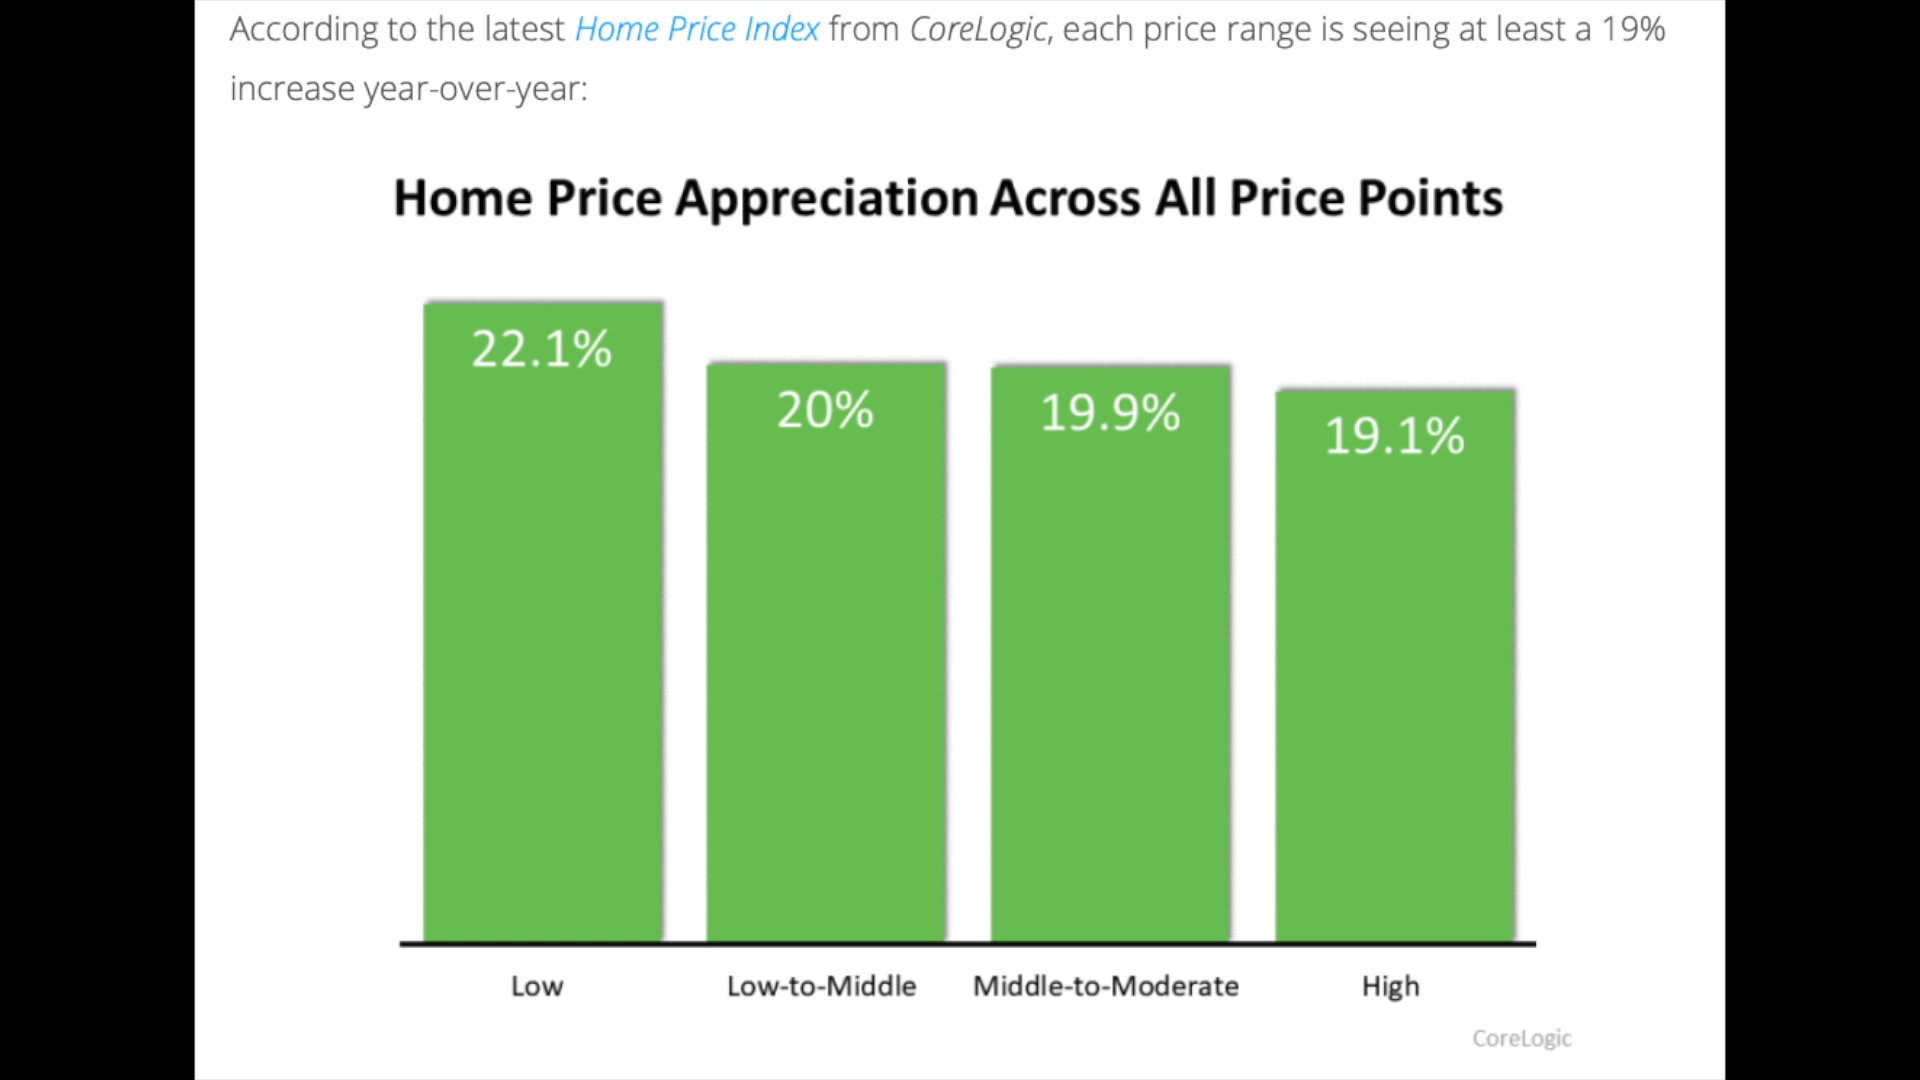 According to the latest Home Price Index from CoreLogic, each price range is seeing at least a 19%
increase year-over-year:
Home Price Appreciation Across All Price Points
22.1%
20%
19.9%
19.1%
Low
Low-to-Middle
Middle-to-Moderate
High
CoreLogic